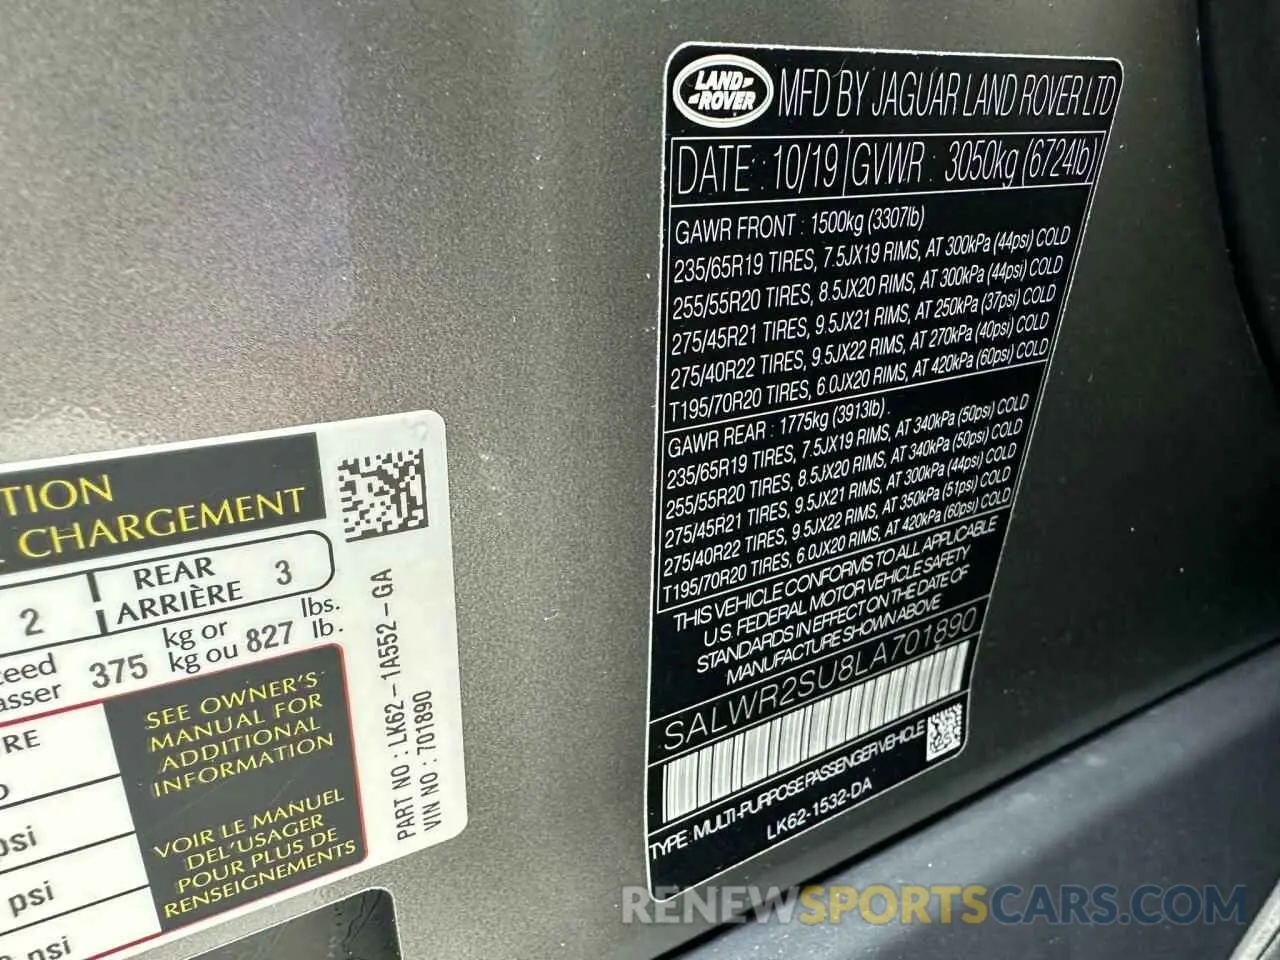 LAND ROVER MFD BY JAGUAR LAND ROVER LTD
DATE : 10/19 GVWR : 3050kg (6724lb)
GAWR FRONT : 1500kg (3307lb)
235/65R19 TIRES, 7.5JX19 RIMS, AT 300kPa (44psi) COLD
255/55R20 TIRES, 8.5JX20 RIMS, AT 300kPa (44psi) COLD
275/45R21 TIRES, 9.5JX21 RIMS, AT 250kPa (37psi) COLD
275/40R22 TIRES, 9.5JX22 RIMS, AT 270kPa (40psi) COLD
T195/70R20 TIRES, 6.0JX20 RIMS, AT 420kPa (60psi) COLD
GAWR REAR : 1775kg (3913lb)
235/65R19 TIRES, 7.5JX19 RIMS, AT 340kPa (50psi) COLD
255/55R20 TIRES, 8.5JX20 RIMS, AT 340kPa (50psi) COLD
275/45R21 TIRES, 9.5JX21 RIMS, AT 300kPa (44psi) COLD
275/40R22 TIRES, 9.5JX22 RIMS, AT 350kPa (51psi) COLD
T195/70R20 TIRES, 6.0JX20 RIMS, AT 420kPa (60psi) COLD
THIS VEHICLE CONFORMS TO ALL APPLICABLE
U.S. FEDERAL MOTOR VEHICLE SAFETY
STANDARDS IN EFFECT ON THE DATE OF
MANUFACTURE SHOWN ABOVE
SALWR2SU8LA701890
TYPE : MULTI-PURPOSE PASSENGER VEHICLE
LK62-1532-DA
TION
CHARGEMENT
2 REAR
ARRIÈRE 3
ceed 375 kg or 827 lbs.
asser kg ou lb.
SEE OWNER'S
MANUAL FOR
ADDITIONAL
INFORMATION
VOIR LE MANUEL
DEL'USAGER
POUR PLUS DE
RENSEIGNEMENTS
PART NO : LK62-1A552-GA
VIN NO : 701890
RE
psi
psi
RENEWSPORTSCARS.COM